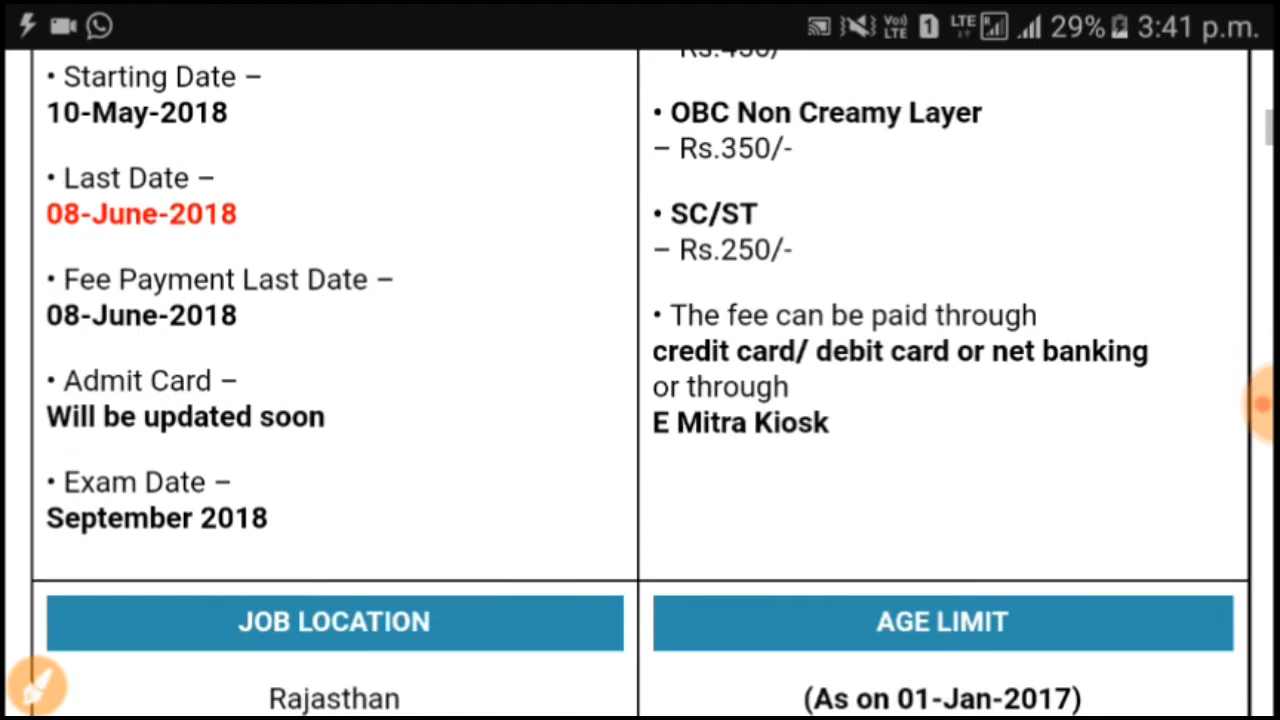 29% 3:41 p.m.
• Starting Date –
10-May-2018
• Last Date –
08-June-2018
• Fee Payment Last Date –
08-June-2018
• Admit Card –
Will be updated soon
• Exam Date –
September 2018
• OBC Non Creamy Layer
– Rs.350/-
• SC/ST
– Rs.250/-
• The fee can be paid through
credit card/ debit card or net banking
or through
E Mitra Kiosk
JOB LOCATION
Rajasthan
AGE LIMIT
(As on 01-Jan-2017)